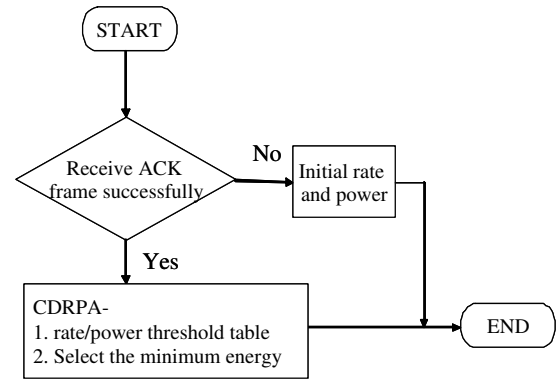 START
Receive ACK
frame successfully
No
Initial rate
and power
Yes
CDRPA-
1. rate/power threshold table
2. Select the minimum energy
END